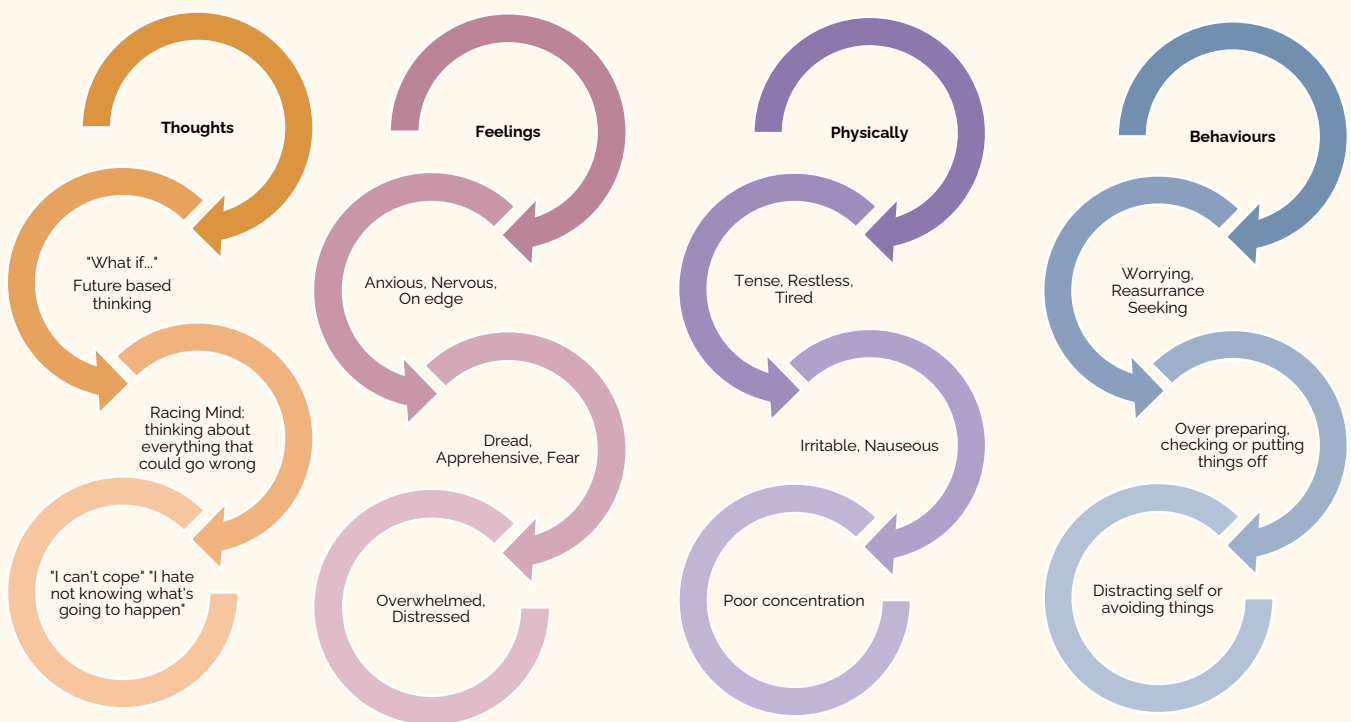 Thoughts
"What if..."
Future based
thinking
Racing Mind:
thinking about
everything that
could go wrong
"I can't cope" "I hate
not knowing what's
going to happen"
Feelings
Anxious, Nervous,
On edge
Dread,
Apprehensive, Fear
Overwhelmed,
Distressed
Physically
Tense, Restless,
Tired
Irritable, Nauseous
Poor concentration
Behaviours
Worrying,
Reasurrance
Seeking
Over preparing,
checking or putting
things off
Distracting self or
avoiding things